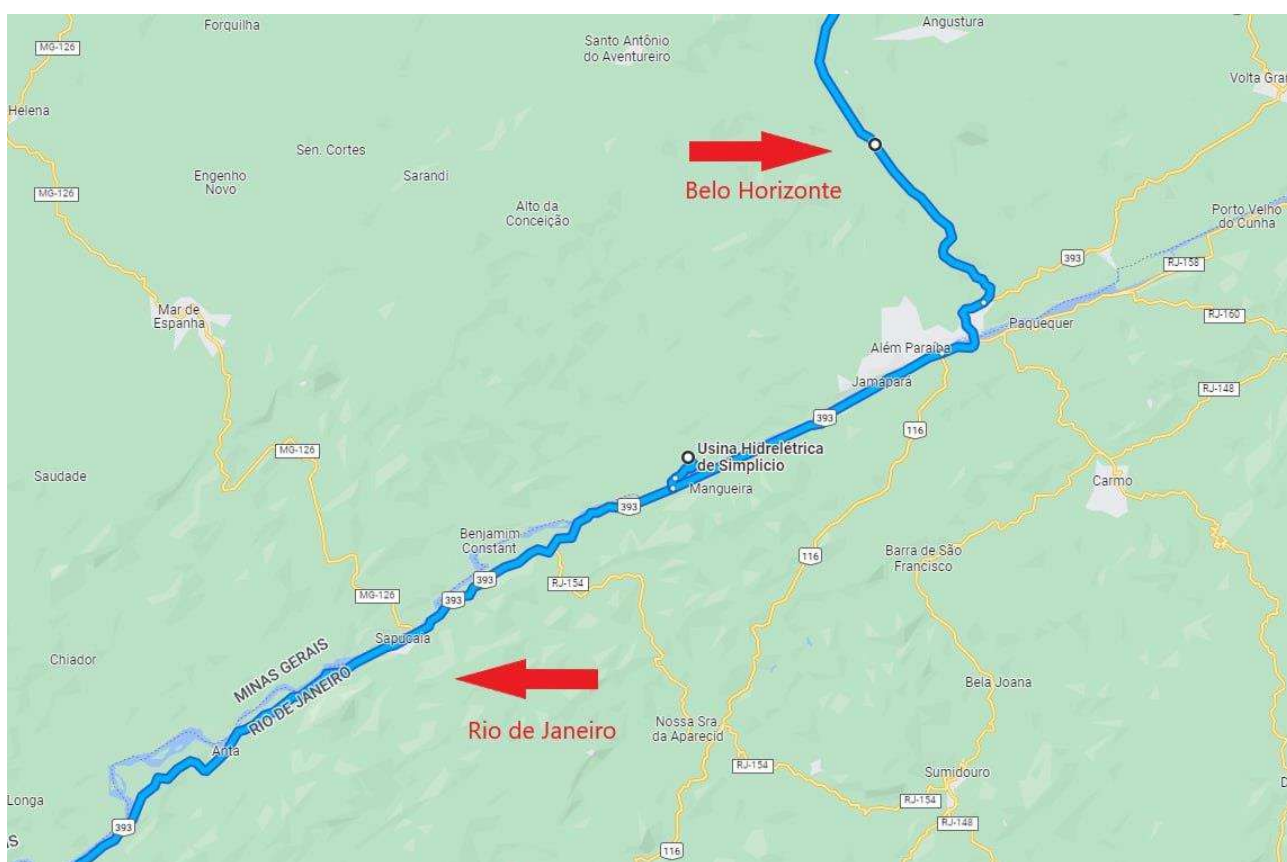 Forquilha
Angustura
MG-126
Santo Antônio
do Aventureiro
Volta Gran
Helena
Sen. Cortes
Engenho
Novo
Sarandi
MG-126
Belo Horizonte
Alto da
Conceição
Porto Velho
do Cunha
393
RJ-158
Mar de
Espanha
Paquequer
RJ-160
Além Paraíba
Jamapará
RJ-148
393
116
Usina Hidrelétrica
de Simplicio
MG-126
Saudade
Mangueira
Carmo
393
Benjamim
Constant
116
Barra de São
Francisco
393
393
RJ-154
MG-126
Sapucaia
Chiador
MINAS GERAIS
RIO DE JANEIRO
Bela Joana
Rio de Janeiro
Nossa Sra.
da Aparecid
Anta
RJ-154
Sumidouro
D
Longa
RJ-154
393
RJ-148
AS
116